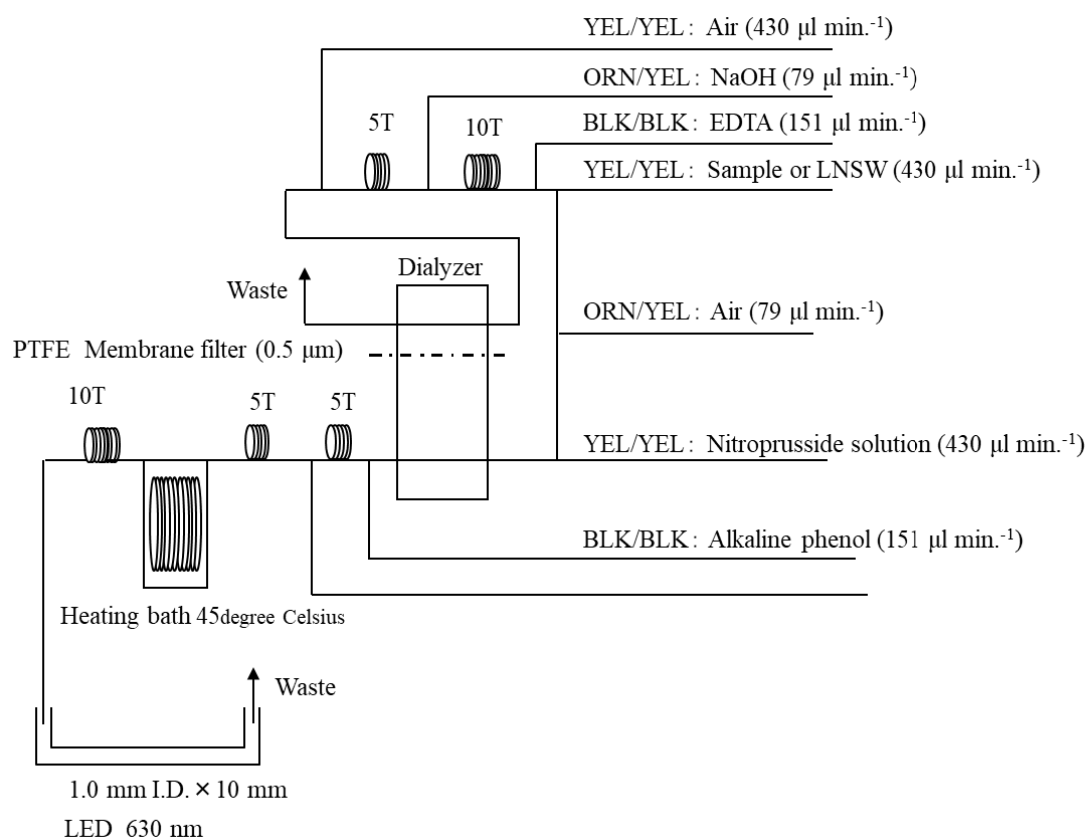 YEL/YEL: Air (430 μl min.-1)
ORN/YEL: NaOH (79 μl min.-1)
5T
10T
BLK/BLK: EDTA (151 μl min.-1)
YEL/YEL: Sample or LNSW (430 μl min.-1)
Dialyzer
Waste
ORN/YEL: Air (79 μl min.-1)
PTFE Membrane filter (0.5 μm)
10T
5T
5T
YEL/YEL: Nitroprusside solution (430 μl min.-1)
BLK/BLK: Alkaline phenol (151 μl min.-1)
Heating bath 45degree Celsius
Waste
1.0 mm I.D. × 10 mm
LED 630 nm